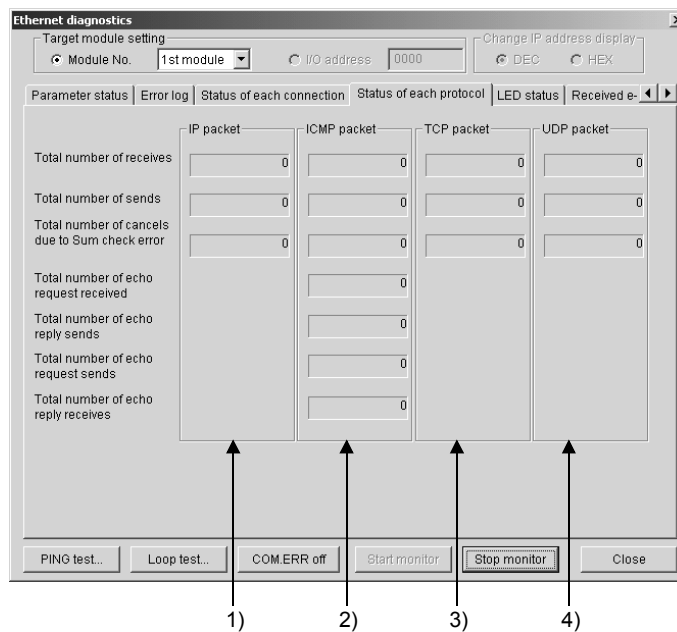 Ethernet diagnostics
Target module setting
Change IP address display
Module No. 1st module I/O address 0000 DEC HEX
Parameter status Error log Status of each connection Status of each protocol LED status Received e-
IP packet ICMP packet TCP packet UDP packet
Total number of receives 0 0 0 0
Total number of sends 0 0 0 0
Total number of cancels
due to Sum check error 0 0 0 0
Total number of echo
request received 0
Total number of echo
reply sends 0
Total number of echo
request sends 0
Total number of echo
reply receives 0
PING test... Loop test... COM.ERR off Start monitor Stop monitor Close
1) 2) 3) 4)